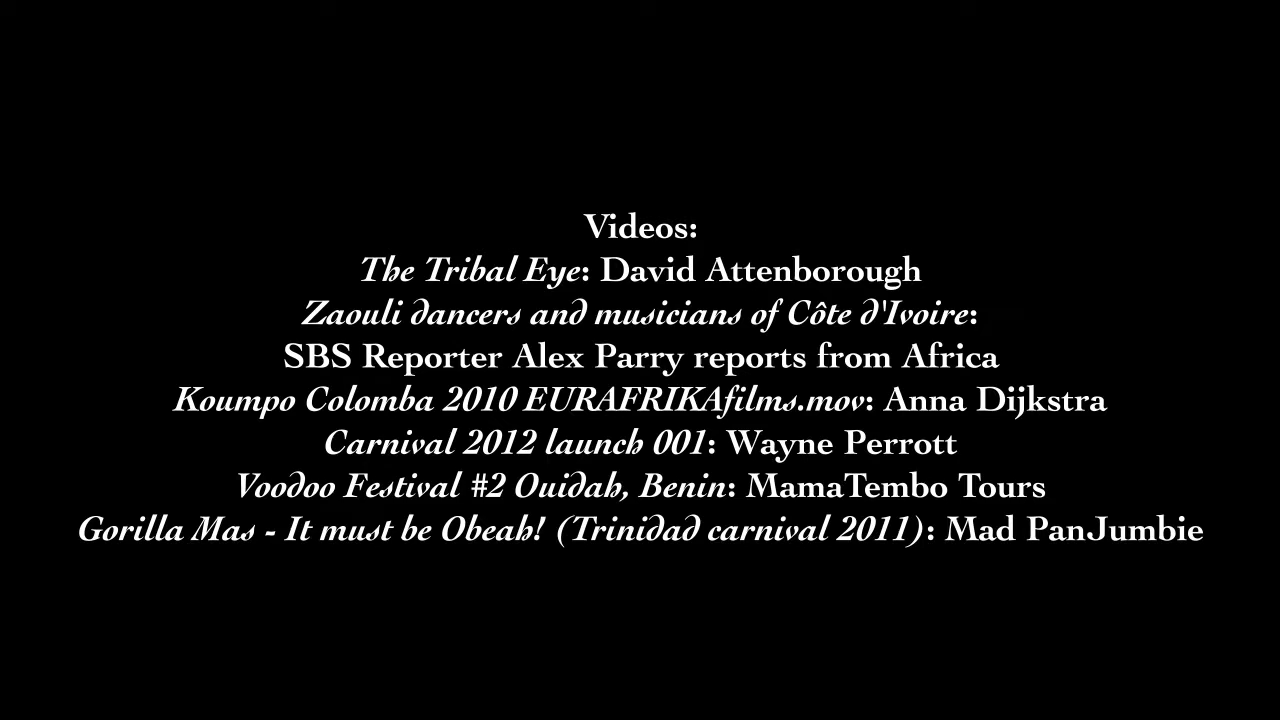 Videos:
The Tribal Eye: David Attenborough
Zaouli dancers and musicians of Côte d'Ivoire:
SBS Reporter Alex Parry reports from Africa
Koumpo Colomba 2010 EURAFRIKAfilms.mov: Anna Dijkstra
Carnival 2012 launch 001: Wayne Perrott
Voodoo Festival #2 Ouidah, Benin: MamaTembo Tours
Gorilla Mas - It must be Obeah! (Trinidad carnival 2011): Mad PanJumbie